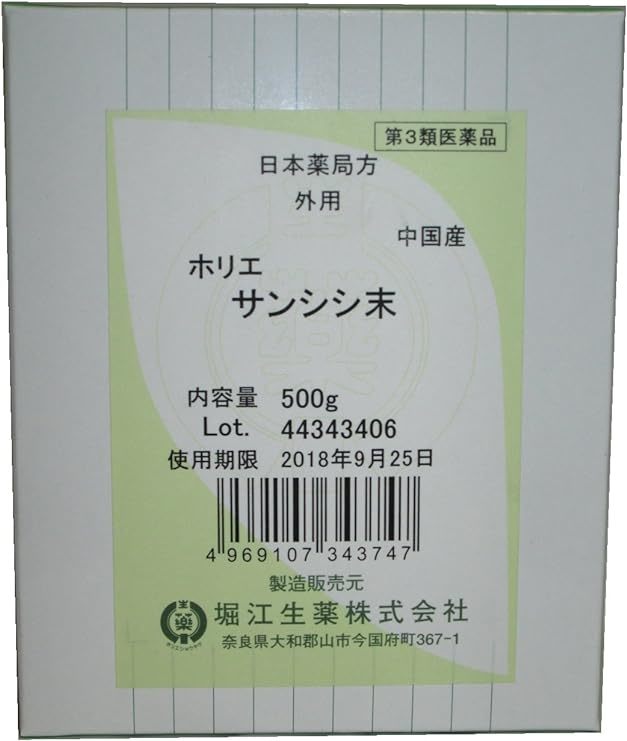 第3類医薬品
日本薬局方
外用
中国産
ホリエ
サンシシ末
内容量 500g
Lot. 44343406
使用期限 2018年9月25日
4 969107 343747
製造販売元
生薬
堀江生薬株式会社
奈良県大和郡山市今国府町367-1